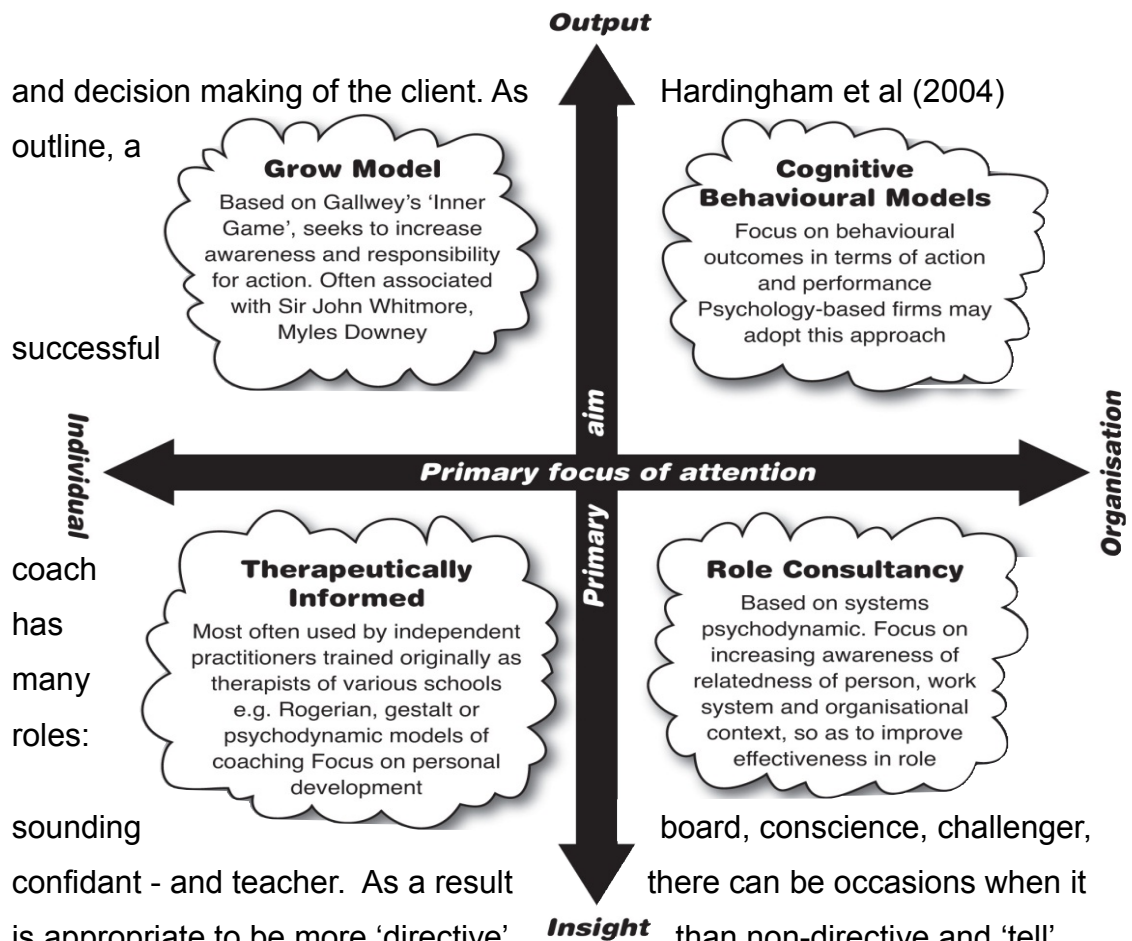 Output
and decision making of the client. As Hardingham et al (2004)
outline, a
Grow Model
Based on Gallwey's 'Inner
Game', seeks to increase
awareness and responsibility
for action. Often associated
with Sir John Whitmore,
Myles Downey
Cognitive
Behavioural Models
Focus on behavioural
outcomes in terms of action
and performance
Psychology-based firms may
adopt this approach
successful
Individual
Primary focus of attention
Organisation
Primary aim
coach
has
many
roles:
Therapeutically
Informed
Most often used by independent
practitioners trained originally as
therapists of various schools
e.g. Rogerian, gestalt or
psychodynamic models of
coaching Focus on personal
development
Role Consultancy
Based on systems
psychodynamic. Focus on
increasing awareness of
relatedness of person, work
system and organisational
context, so as to improve
effectiveness in role
sounding board, conscience, challenger,
confidant - and teacher. As a result there can be occasions when it
is appropriate to be more 'directive' than non-directive and 'tell'
Insight